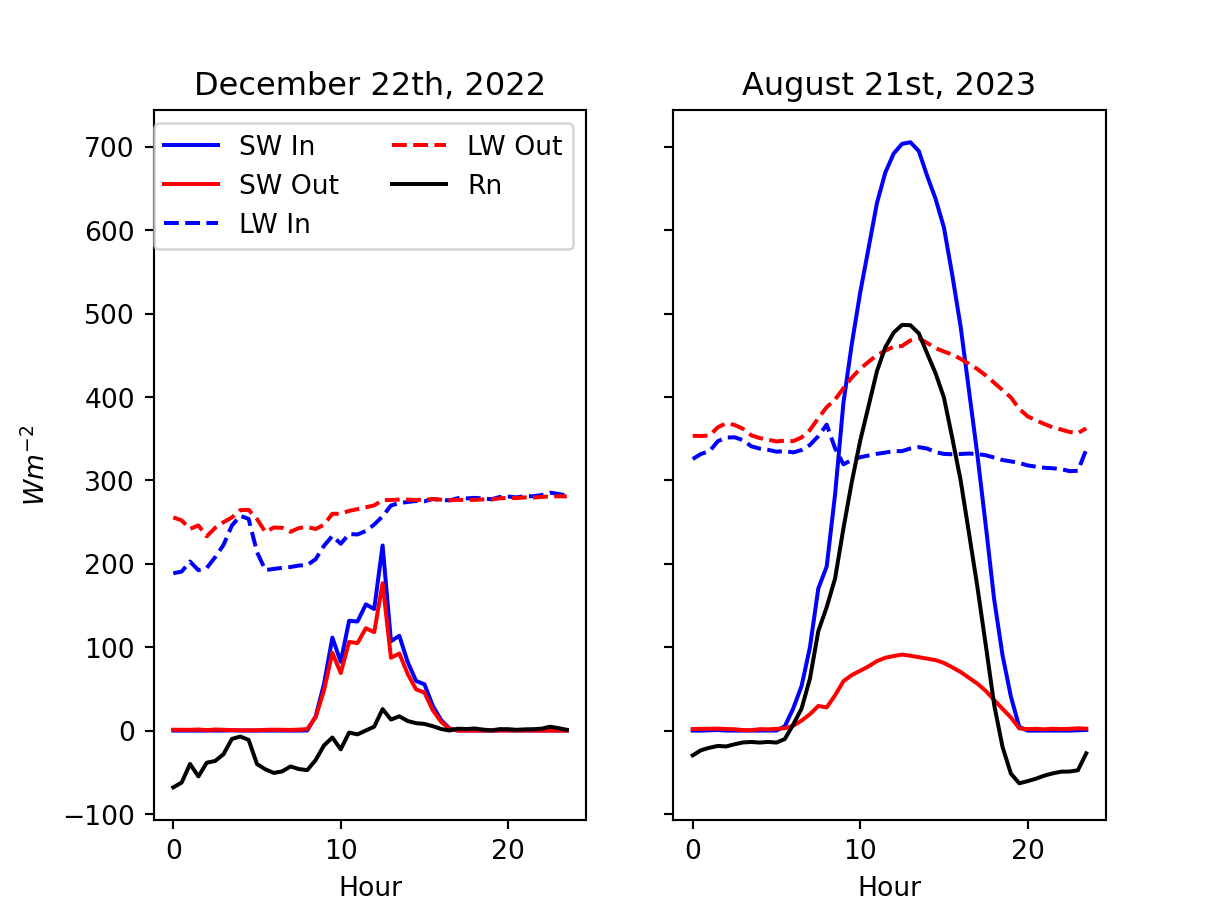 December 22th, 2022
August 21st, 2023
SW In
SW Out
LW In
LW Out
Rn
700
600
500
400
300
200
100
0
−100
Wm⁻²
0 10 20
0 10 20
Hour
Hour